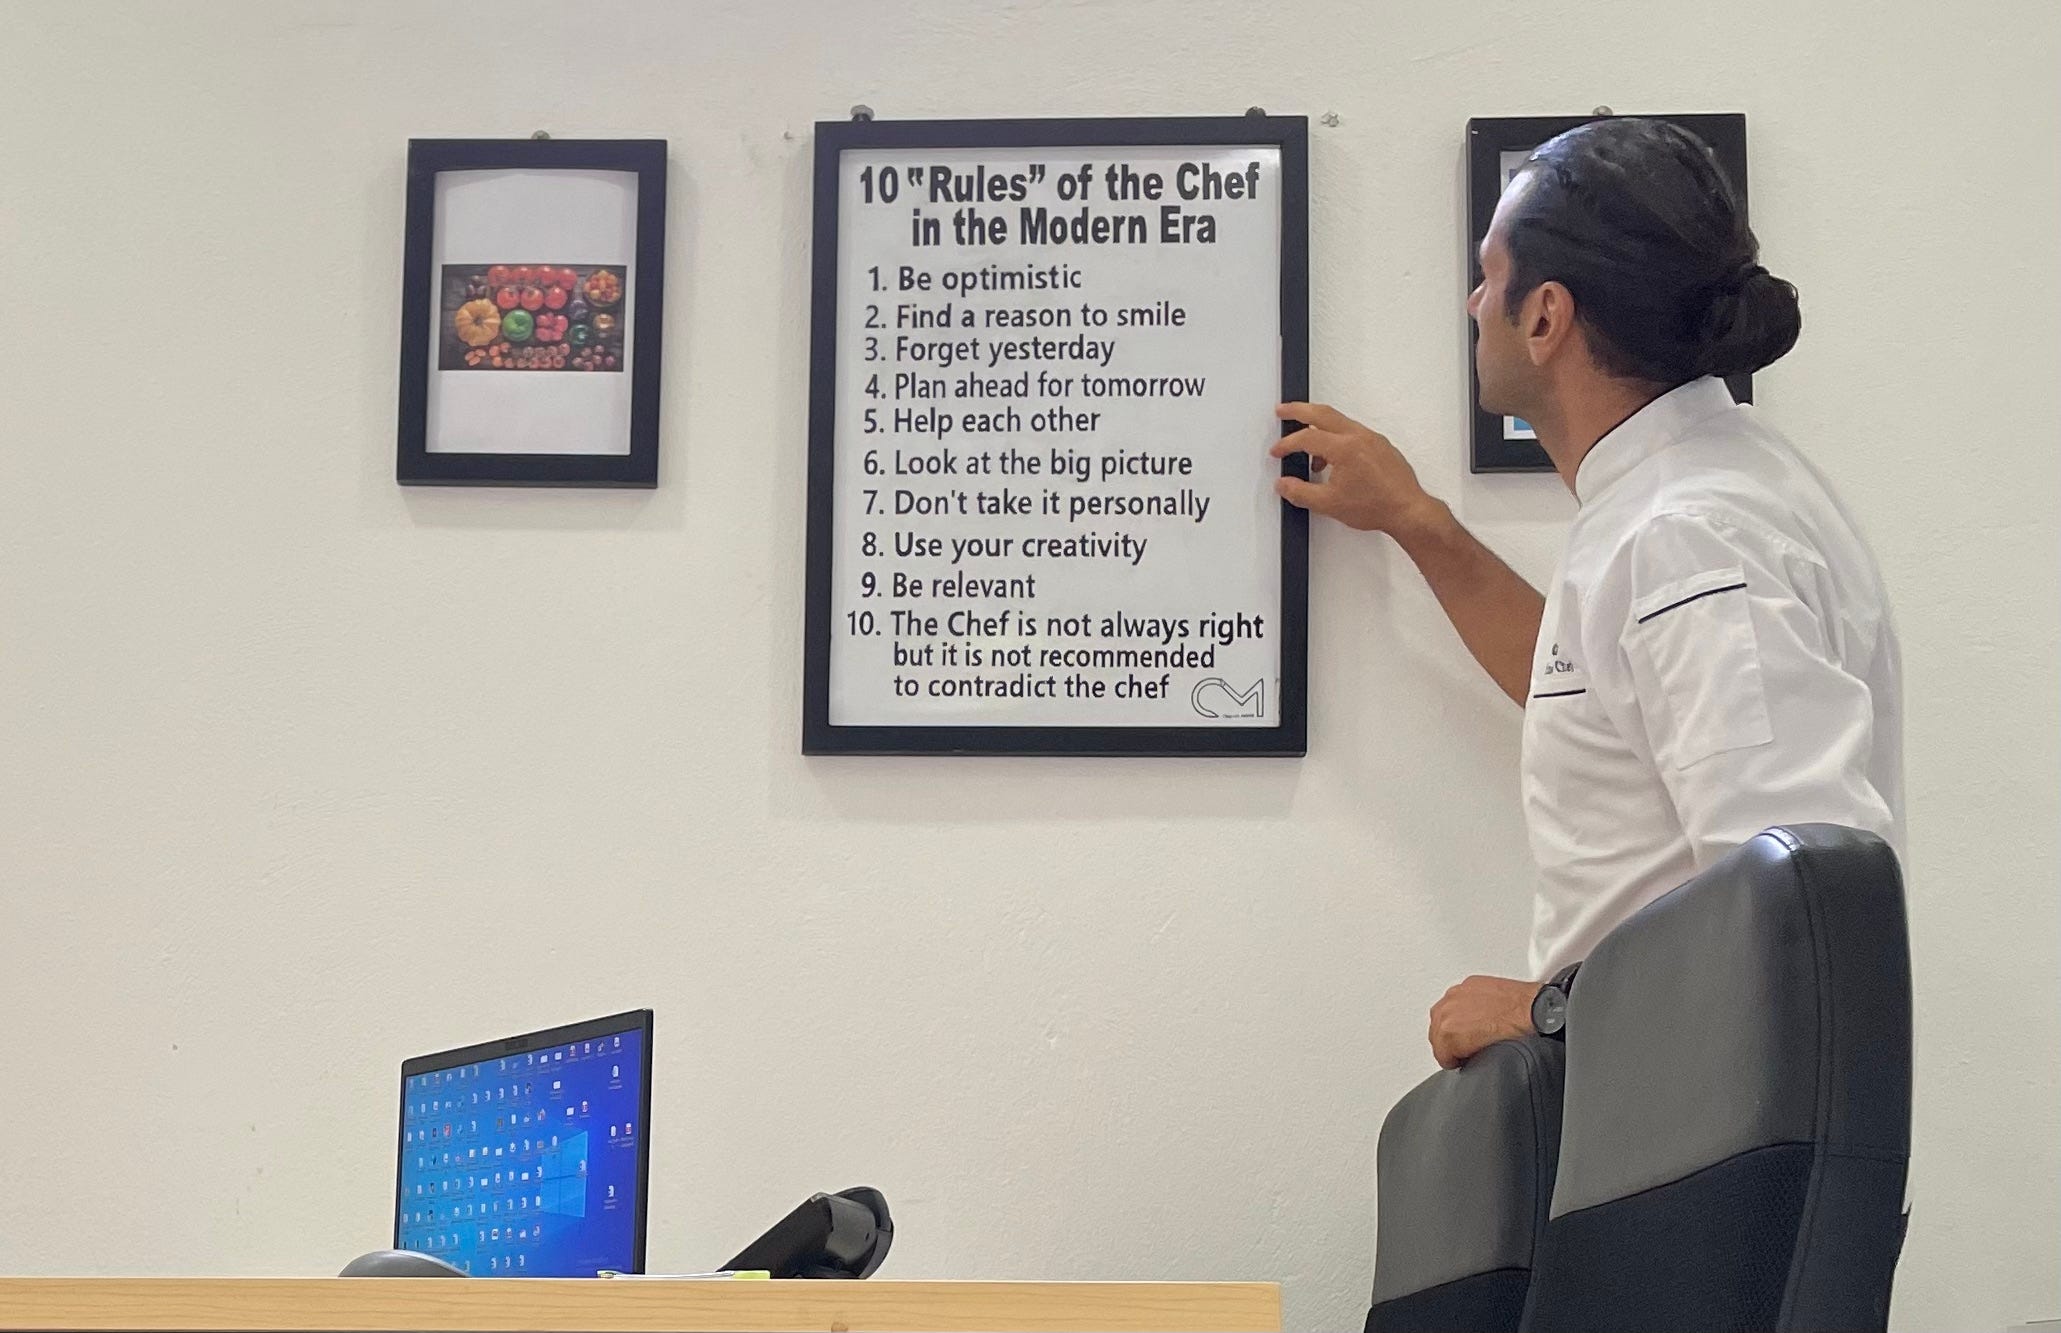 10 "Rules" of the Chef
in the Modern Era
1. Be optimistic
2. Find a reason to smile
3. Forget yesterday
4. Plan ahead for tomorrow
5. Help each other
6. Look at the big picture
7. Don't take it personally
8. Use your creativity
9. Be relevant
10. The Chef is not always right
but it is not recommended
to contradict the chef
CM